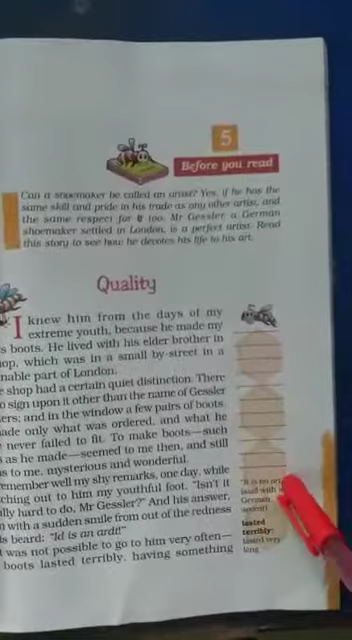 5
Before you read
Can a shoemaker be called an artist? Yes, if he has the
same skill and pride in his trade as any other artist, and
the same respect for it too. Mr Gessler, a German
shoemaker settled in London, is a perfect artist. Read
this story to see how he devotes his life to his art.
Quality
I knew him from the days of my
extreme youth, because he made my
boots. He lived with his elder brother in
which was in a small by-street in a
part of London.
shop had a certain quiet distinction. There
sign upon it other than the name of Gessler
and in the window a few pairs of boots.
only what was ordered, and what he
never failed to fit. To make boots—such
as he made—seemed to me then, and still
to me, mysterious and wonderful.
remember well my shy remarks, one day, while
out to him my youthful foot. "Isn't it
hard to do, Mr Gessler?" And his answer,
with a sudden smile from out of the redness
beard: "Id is an ardt!"
was not possible to go to him very often—
boots lasted terribly, having something
"It is an art
with
German
accent)
lasted
terribly:
lasted very
long